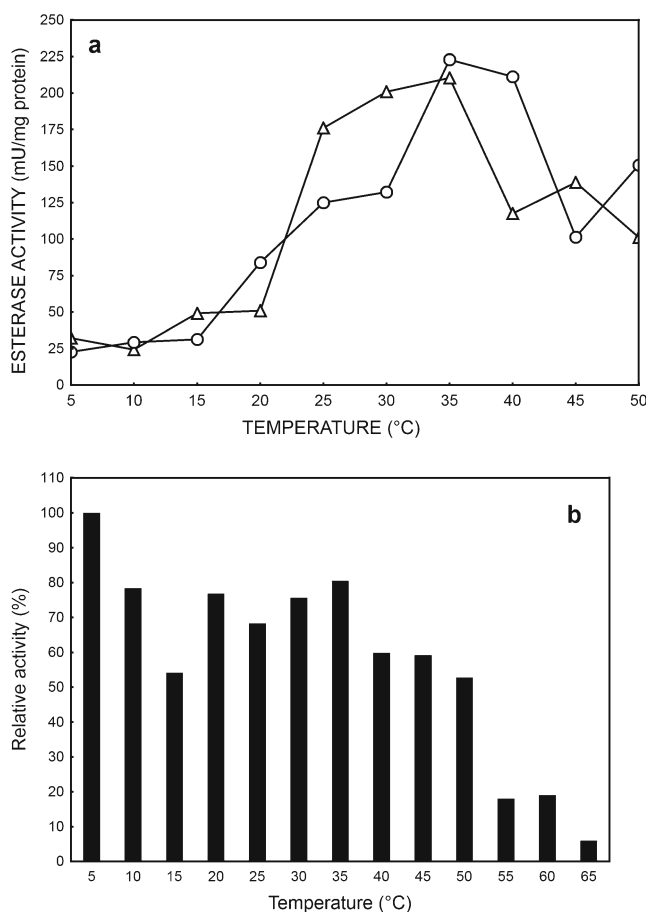 a
ESTERASE ACTIVITY (mU/mg protein)
250
225
200
175
150
125
100
75
50
25
0
5 10 15 20 25 30 35 40 45 50
TEMPERATURE (°C)
b
Relative activity (%)
110
100
90
80
70
60
50
40
30
20
10
0
5 10 15 20 25 30 35 40 45 50 55 60 65
Temperature (°C)